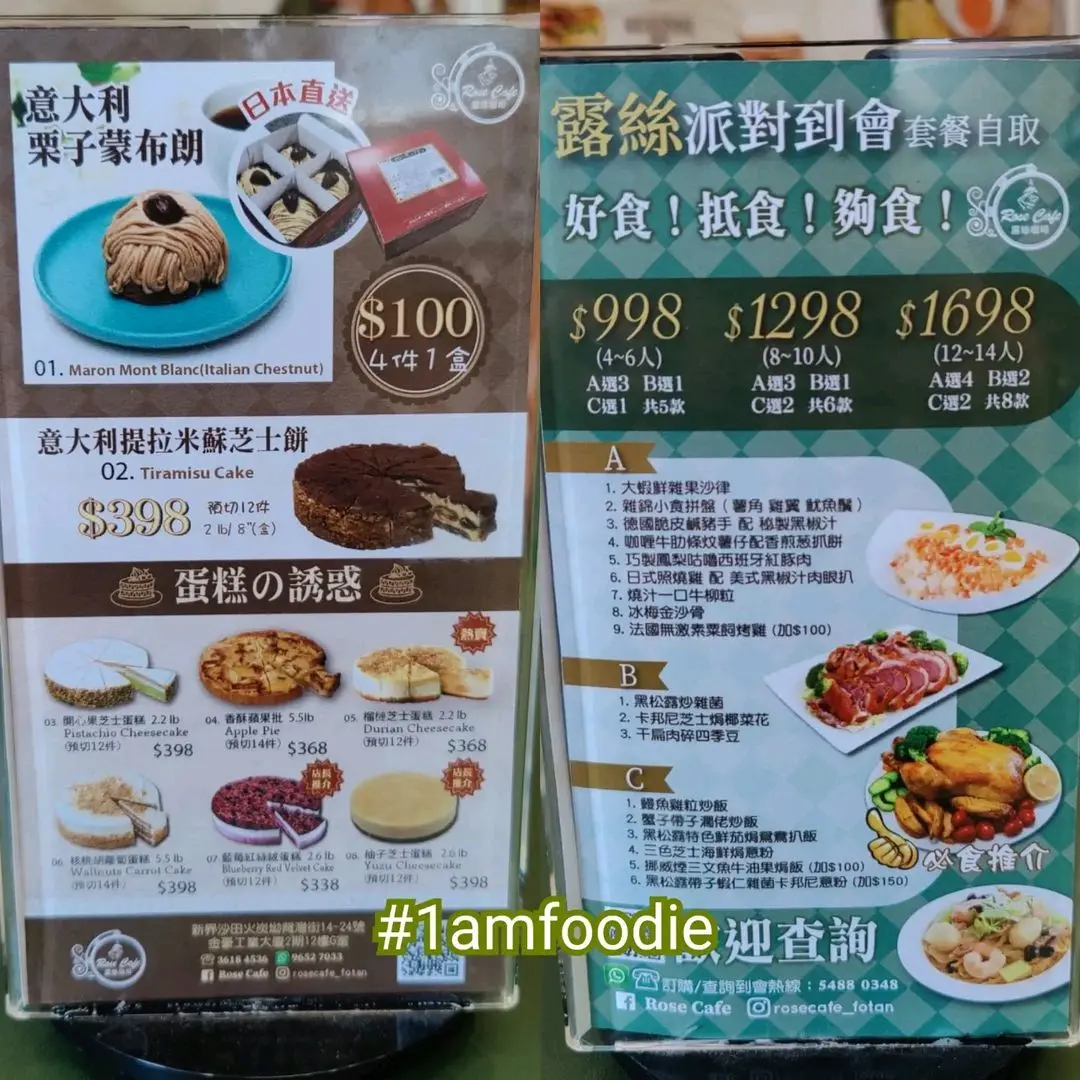 意大利
栗子蒙布朗
日本直送
Rose Cafe
$100
4件1盒
01. Maron Mont Blanc(Italian Chestnut)
意大利提拉米蘇芝士餅
02. Tiramisu Cake
$398
預切12件
2 lb/ 8"(盒)
蛋糕の誘惑
熱賣
03 開心果芝士蛋糕 2.2 lb
Pistachio Cheesecake
(預切12件)
$398
04. 香酥蘋果批 5.5lb
Apple Pie
(預切14件)
$368
05. 榴槤芝士蛋糕 2.2 lb
Durian Cheesecake
(預切12件)
$368
店長推介
店長推介
06 核桃胡蘿蔔蛋糕 5.5 lb
Wallnuts Carrot Cake
(預切14件)
$398
07 藍莓紅絲絨蛋糕 2.6 lb
Blueberry Red Velvet Cake
(預切12件)
$338
08. 柚子芝士蛋糕 2.6 lb
Yuzu Cheesecake
(預切12件)
$398
新界沙田火炭坳背灣街14-24號
金豪工業大廈2期12樓G室
3618 4536
9652 7033
Rose Cafe
rosecafe_fotan
Rose Cafe
露絲派對到會 套餐自取
好食！抵食！夠食！
Rose Cafe
露絲咖啡
$998
(4~6人)
A選3 B選1
C選1 共5款
$1298
(8~10人)
A選3 B選1
C選2 共6款
$1698
(12~14人)
A選4 B選2
C選2 共8款
A
1. 大蝦鮮雜果沙律
2. 雜錦小食拼盤 ( 薯角 雞翼 魷魚鬚 )
3. 德國脆皮鹹豬手 配 秘製黑椒汁
4. 咖喱牛肋條炆薯仔配香煎葱抓餅
5. 巧製鳳梨咕嚕西班牙紅豚肉
6. 日式照燒雞 配 美式黑椒汁肉眼扒
7. 燒汁一口牛柳粒
8. 冰梅金沙骨
9. 法國無激素粟飼烤雞 (加$100)
B
1. 黑松露炒雜菌
2. 卡邦尼芝士焗椰菜花
3. 干扁肉碎四季豆
C
1. 鰻魚雞粒炒飯
2. 蟹子帶子濶佬炒飯
3. 黑松露特色鮮茄焗鴛鴦扒飯
4. 三色芝士海鮮焗意粉
5. 挪威煙三文魚牛油果焗飯 (加$100)
6. 黑松露帶子蝦仁雜菌卡邦尼意粉 (加$150)
必食推介
#1amfoodie
迎查詢
訂購/查詢到會熱線：5488 0348
Rose Cafe
rosecafe_fotan